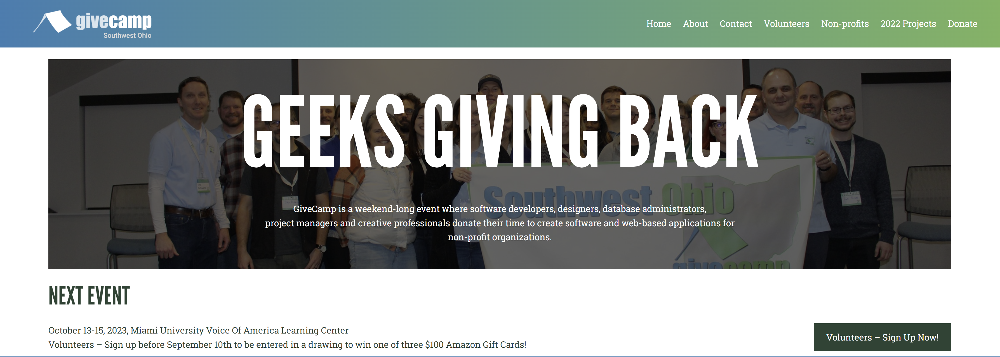 givecamp
Southwest Ohio
Home About Contact Volunteers Non-profits 2022 Projects Donate
GEEKS GIVING BACK
Southwest Ohio
GiveCamp is a weekend-long event where software developers, designers, database administrators,
project managers and creative professionals donate their time to create software and web-based applications for
non-profit organizations.
givecamp
NEXT EVENT
October 13-15, 2023, Miami University Voice Of America Learning Center
Volunteers – Sign up before September 10th to be entered in a drawing to win one of three $100 Amazon Gift Cards!
Volunteers – Sign Up Now!